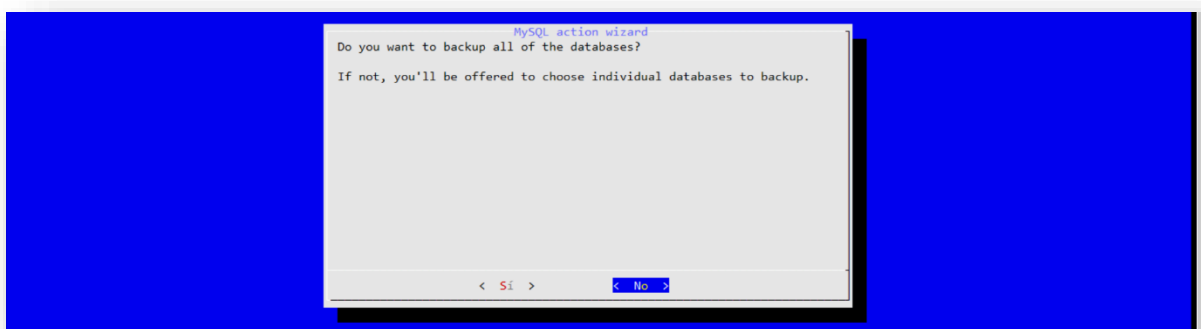 MySQL action wizard
Do you want to backup all of the databases?
If not, you'll be offered to choose individual databases to backup.
< Sí > < No >